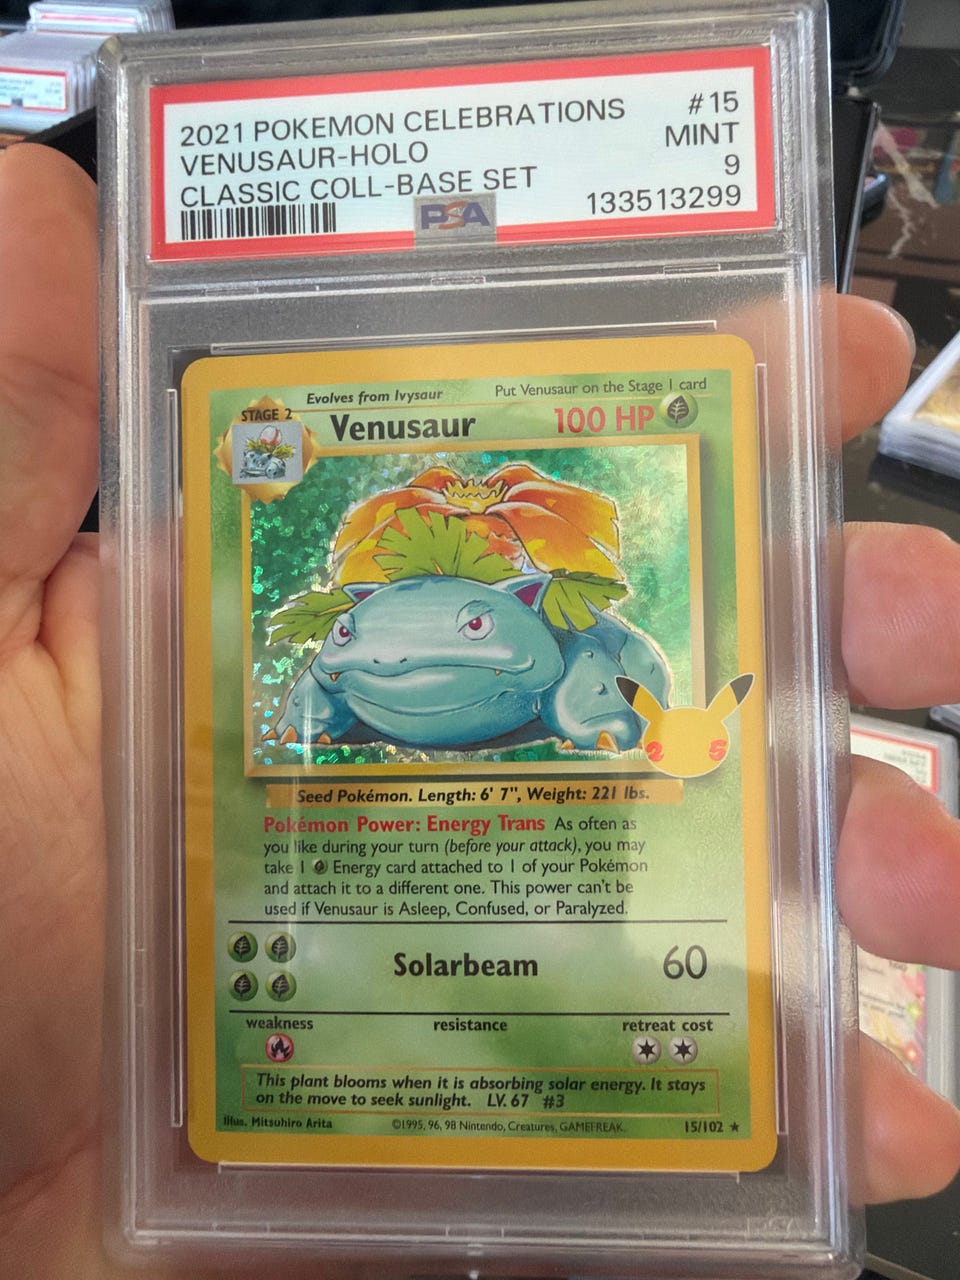 2021 POKEMON CELEBRATIONS #15
VENUSAUR-HOLO MINT
CLASSIC COLL-BASE SET 9
133513299
PSA
Evolves from Ivysaur Put Venusaur on the Stage 1 card
STAGE 2
Venusaur 100 HP
2 5
Seed Pokémon. Length: 6' 7", Weight: 221 lbs.
Pokémon Power: Energy Trans As often as
you like during your turn (before your attack), you may
take 1 Energy card attached to 1 of your Pokémon
and attach it to a different one. This power can't be
used if Venusaur is Asleep, Confused, or Paralyzed.
Solarbeam 60
weakness resistance retreat cost
This plant blooms when it is absorbing solar energy. It stays
on the move to seek sunlight. LV. 67 #3
Illus. Mitsuhiro Arita ©1995, 96, 98 Nintendo, Creatures, GAMEFREAK. 15/102 ★